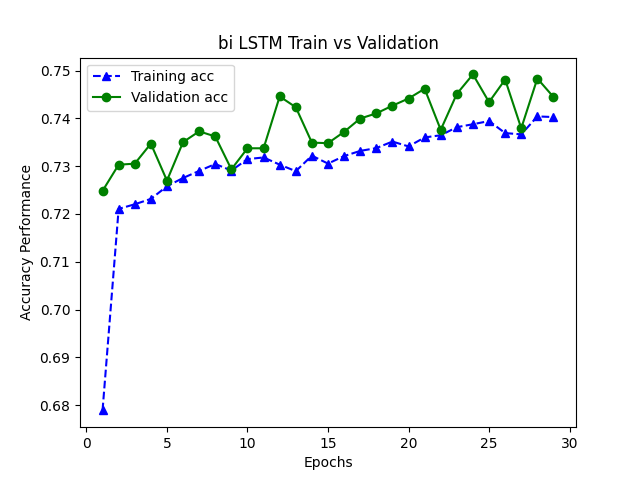 bi LSTM Train vs Validation
Training acc
Validation acc
Accuracy Performance
0.75
0.74
0.73
0.72
0.71
0.70
0.69
0.68
0 5 10 15 20 25 30
Epochs